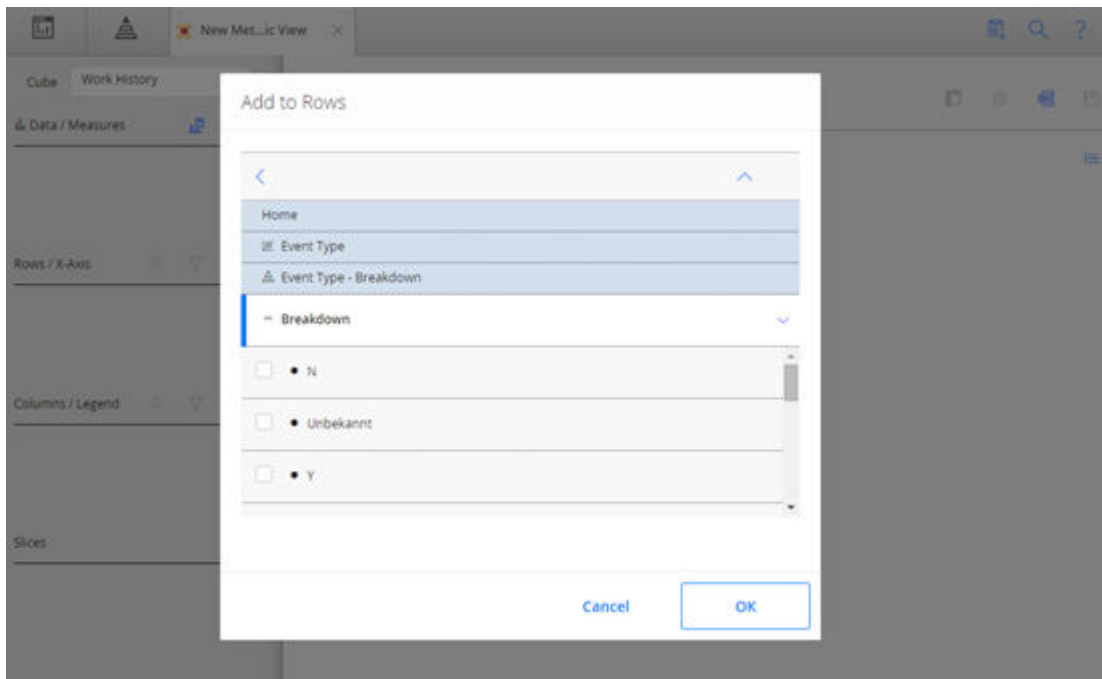 New Met...ic View
?
Cube Work History
Add to Rows
Data / Measures
Home
Event Type
Rows / X-Axis
Event Type - Breakdown
Breakdown
N
Columns / Legend
Unbekannt
Y
Slices
Cancel OK